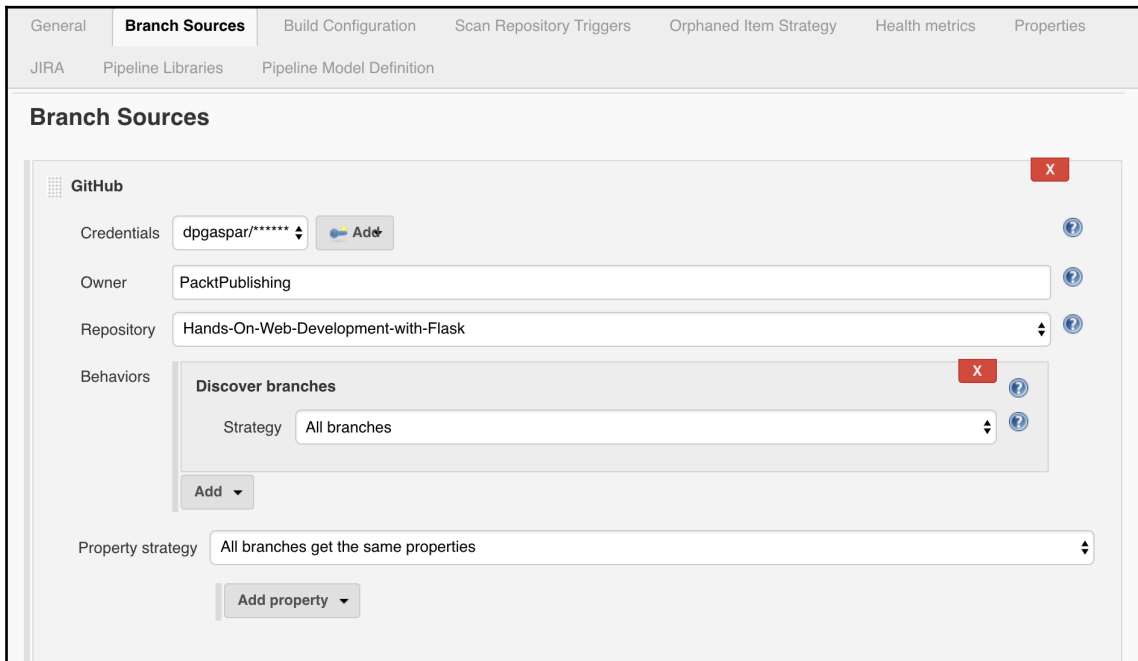 General Branch Sources Build Configuration Scan Repository Triggers Orphaned Item Strategy Health metrics Properties
JIRA Pipeline Libraries Pipeline Model Definition
Branch Sources
X
GitHub
Credentials dpgaspar/****** Add
Owner PacktPublishing
Repository Hands-On-Web-Development-with-Flask
Behaviors
X
Discover branches
Strategy All branches
Add
Property strategy All branches get the same properties
Add property